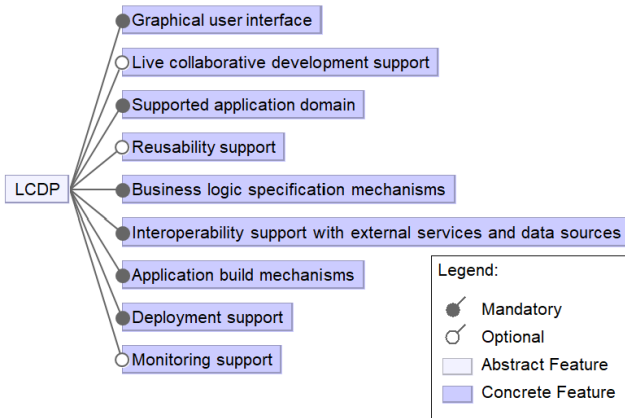 Graphical user interface
Live collaborative development support
Supported application domain
Reusability support
LCDP
Business logic specification mechanisms
Interoperability support with external services and data sources
Application build mechanisms
Deployment support
Monitoring support
Legend:
Mandatory
Optional
Abstract Feature
Concrete Feature